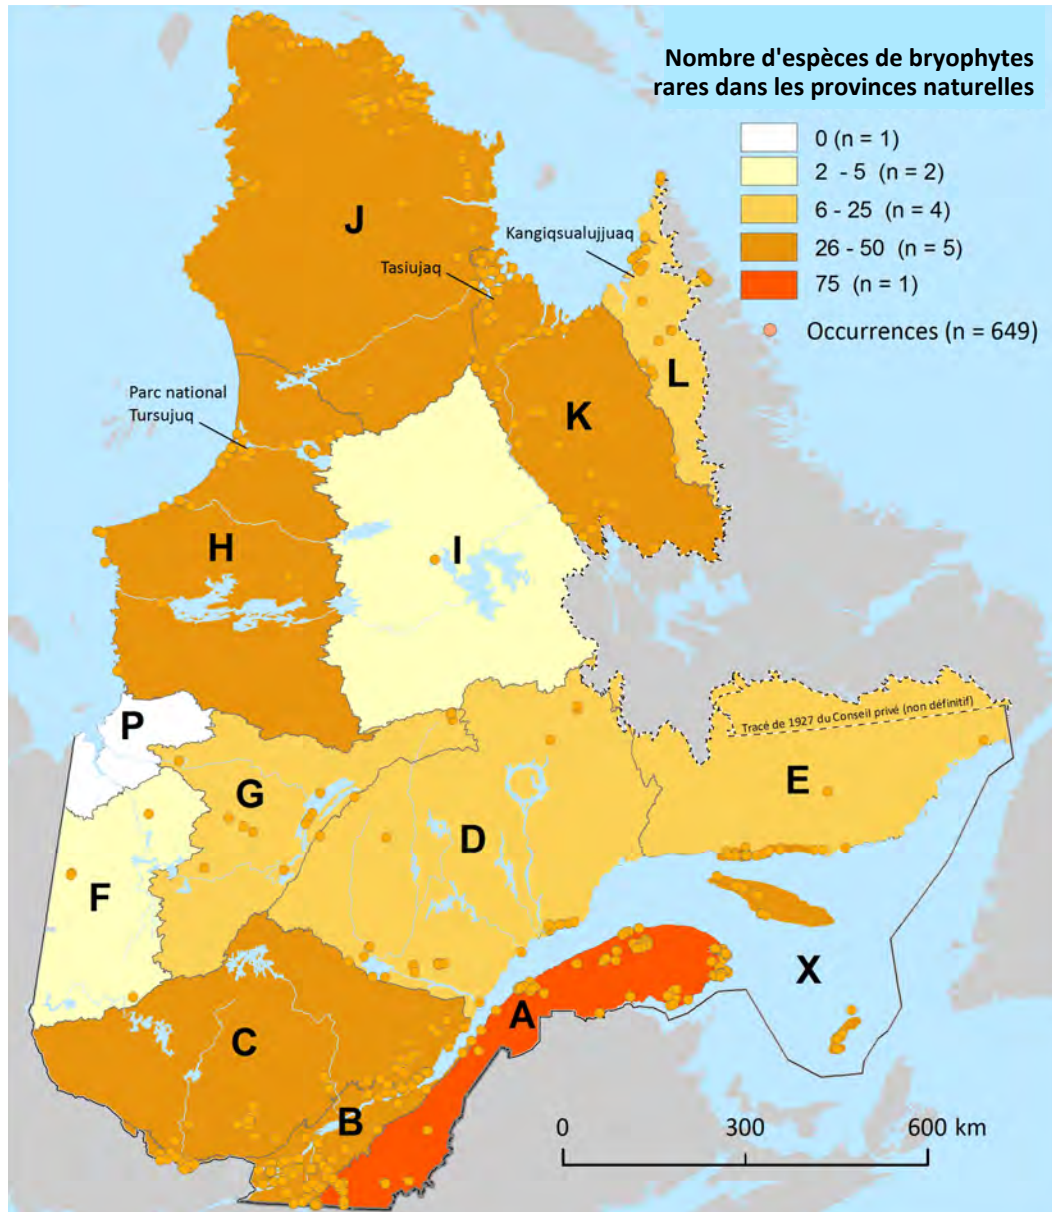 Nombre d'espèces de bryophytes
rares dans les provinces naturelles
0 (n = 1)
2 - 5 (n = 2)
6 - 25 (n = 4)
26 - 50 (n = 5)
75 (n = 1)
Occurrences (n = 649)
J
Kangiqsualujjuaq
Tasiujaq
L
Parc national
Tursujuq
K
H
I
P
Tracé de 1927 du Conseil privé (non définitif)
G
E
D
F
X
A
C
B
0 300 600 km